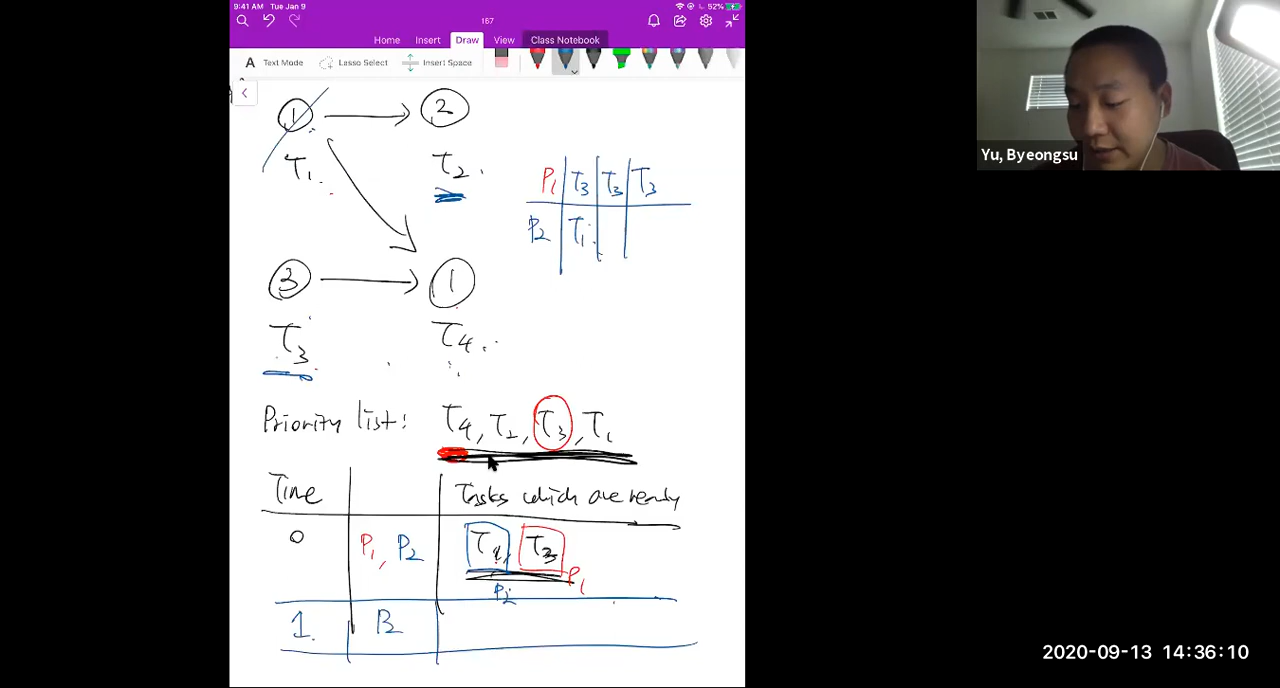 9:41 AM Tue Jan 9
52%
167
Home Insert Draw View Class Notebook
A Text Mode Lasso Select Insert Space
1 2
T1 T2
P1 T3 T3 T3
P2 T1
3 1
T3 T4
Priority list: T4, T2, T3, T1
Time Tasks which are ready
0 P1, P2 T1, T3
P2 P1
1. P2
Yu, Byeongsu
2020-09-13 14:36:10